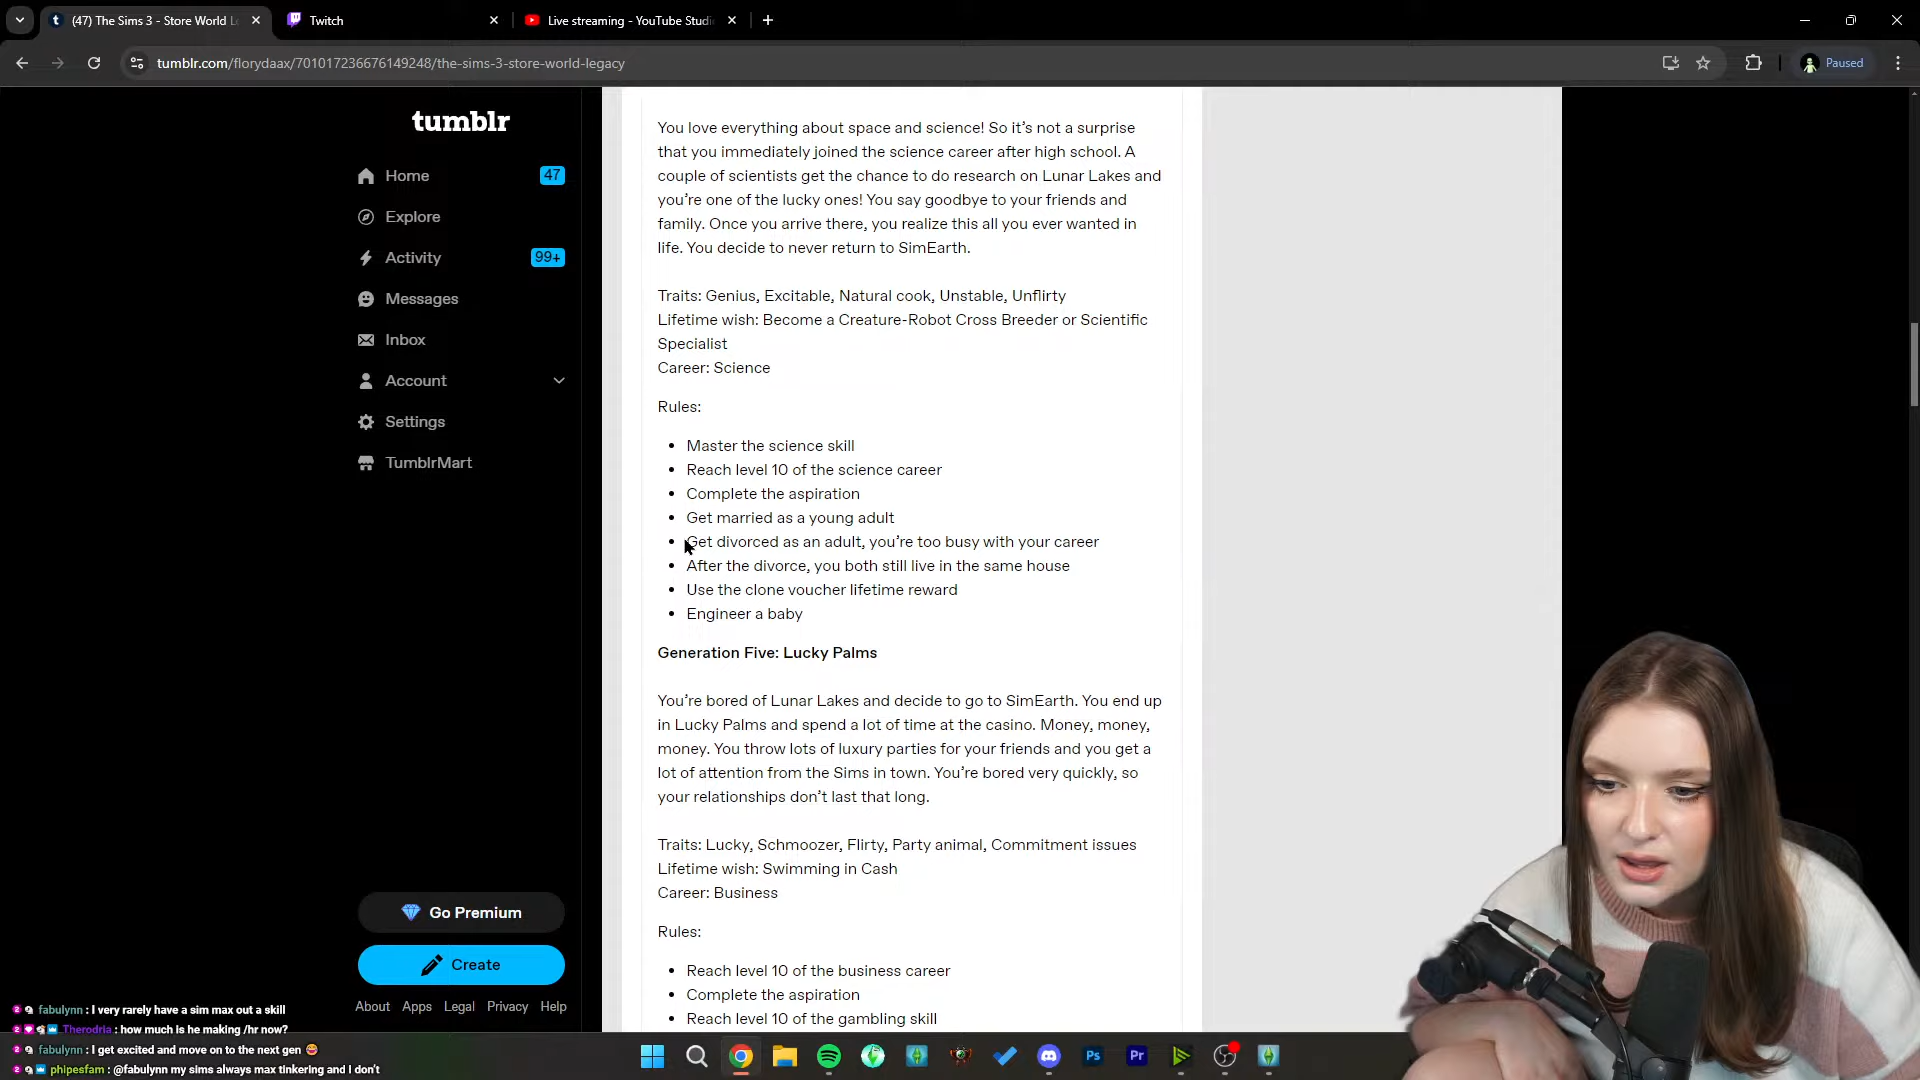 (47) The Sims 3 - Store World L
Twitch
Live streaming - YouTube Studi
tumblr.com/florydaax/701017236676149248/the-sims-3-store-world-legacy
Paused
tumblr
Home
47
Explore
Activity
99+
Messages
Inbox
Account
Settings
TumblrMart
Go Premium
Create
About Apps Legal Privacy Help
You love everything about space and science! So it's not a surprise
that you immediately joined the science career after high school. A
couple of scientists get the chance to do research on Lunar Lakes and
you're one of the lucky ones! You say goodbye to your friends and
family. Once you arrive there, you realize this all you ever wanted in
life. You decide to never return to SimEarth.
Traits: Genius, Excitable, Natural cook, Unstable, Unflirty
Lifetime wish: Become a Creature-Robot Cross Breeder or Scientific
Specialist
Career: Science
Rules:
• Master the science skill
• Reach level 10 of the science career
• Complete the aspiration
• Get married as a young adult
• Get divorced as an adult, you're too busy with your career
• After the divorce, you both still live in the same house
• Use the clone voucher lifetime reward
• Engineer a baby
Generation Five: Lucky Palms
You're bored of Lunar Lakes and decide to go to SimEarth. You end up
in Lucky Palms and spend a lot of time at the casino. Money, money,
money. You throw lots of luxury parties for your friends and you get a
lot of attention from the Sims in town. You're bored very quickly, so
your relationships don't last that long.
Traits: Lucky, Schmoozer, Flirty, Party animal, Commitment issues
Lifetime wish: Swimming in Cash
Career: Business
Rules:
• Reach level 10 of the business career
• Complete the aspiration
• Reach level 10 of the gambling skill
fabulynn : I very rarely have a sim max out a skill
Therodria : how much is he making /hr now?
fabulynn : I get excited and move on to the next gen 😅
phipesfam : @fabulynn my sims always max tinkering and I don't
Ps
Pr